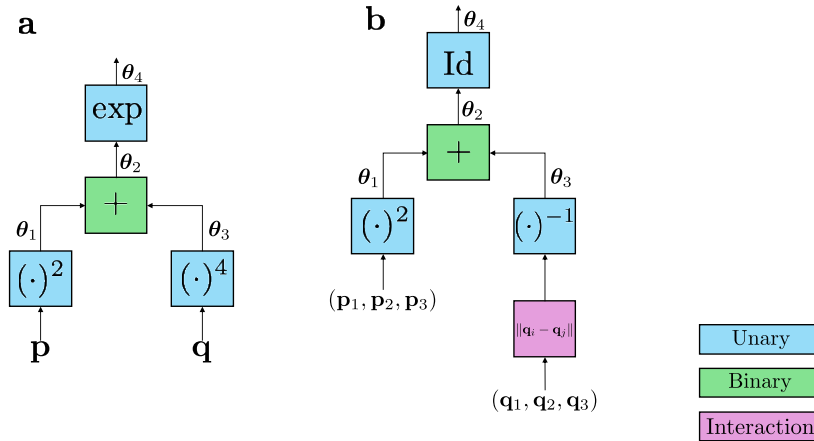 a
θ₄
exp
θ₂
+
θ₁
θ₃
(·)²
(·)⁴
p
q
b
θ₄
Id
θ₂
+
θ₁
θ₃
(·)²
(·)⁻¹
(p₁, p₂, p₃)
‖qᵢ − qⱼ‖
(q₁, q₂, q₃)
Unary
Binary
Interaction